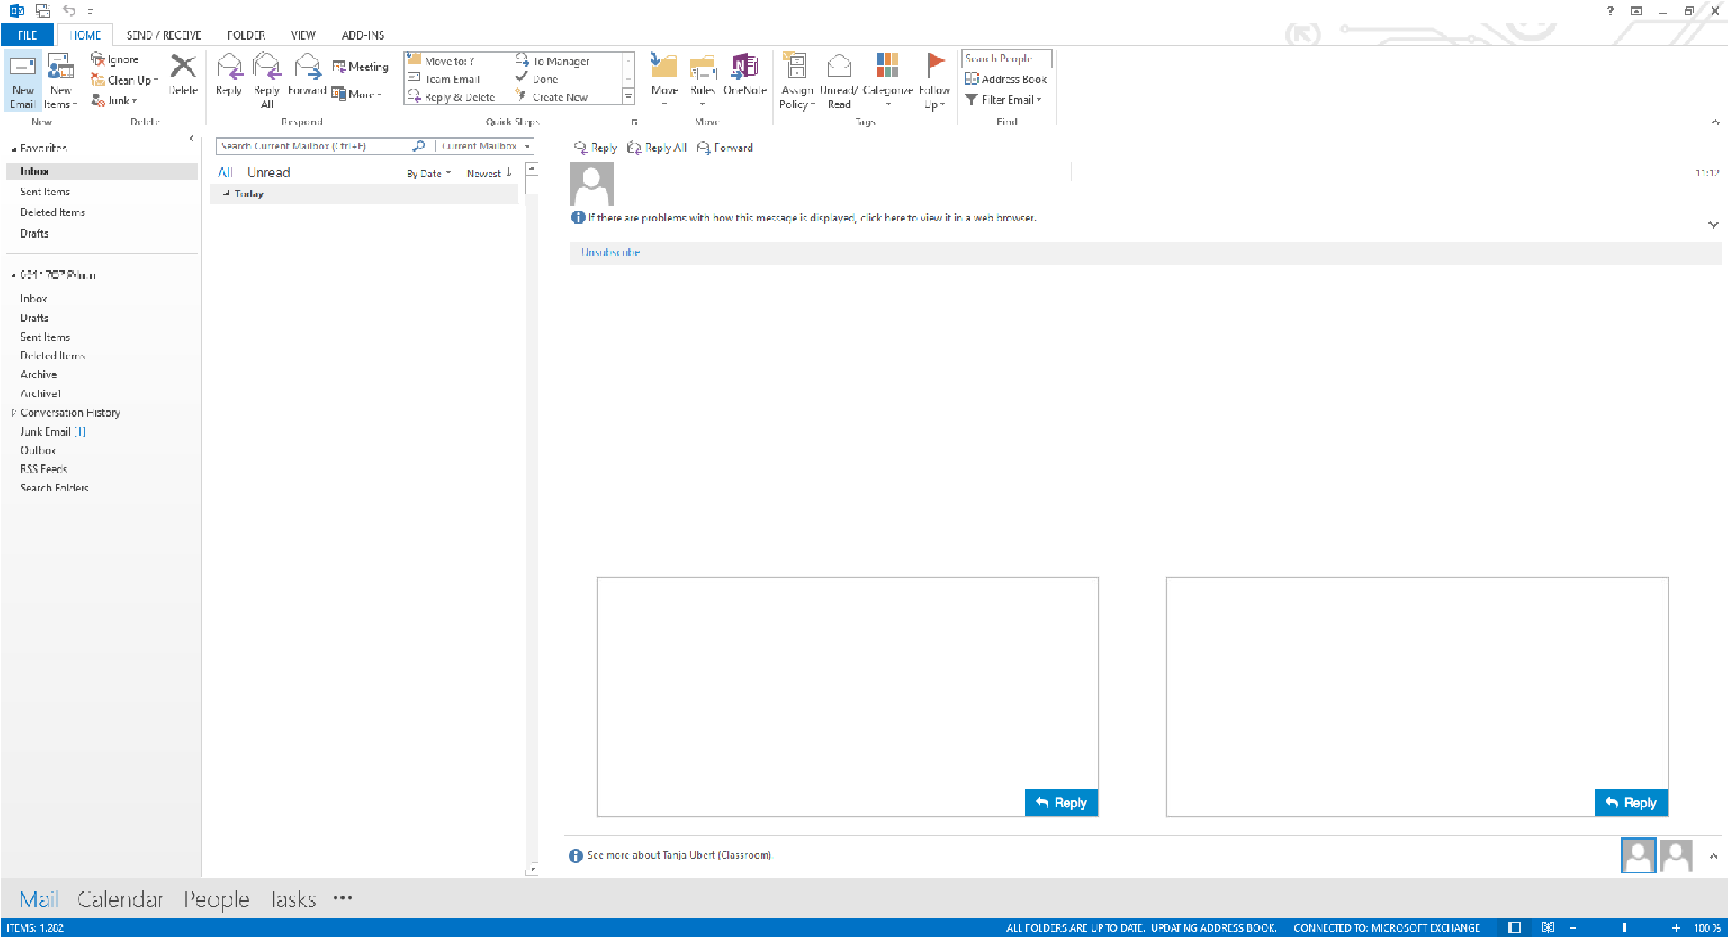 FILE HOME SEND / RECEIVE FOLDER VIEW ADD-INS
New Email
New Items
Ignore
Clean Up
Junk
Delete
Reply
Reply All
Forward
Meeting
More
Move to: ?
Team Email
Reply & Delete
To Manager
Done
Create New
Move
Rules
OneNote
Assign Policy
Unread/ Read
Categorize
Follow Up
Search People
Address Book
Filter Email
New Delete Respond Quick Steps Move Tags Find
Favorites
Inbox
Sent Items
Deleted Items
Drafts
Inbox
Drafts
Sent Items
Deleted Items
Archive
Archive1
Conversation History
Junk Email [1]
Outbox
RSS Feeds
Search Folders
Search Current Mailbox (Ctrl+E) Current Mailbox
All Unread By Date Newest
Today
Reply Reply All Forward
11:12
If there are problems with how this message is displayed, click here to view it in a web browser.
Unsubscribe
Reply Reply
See more about Tanja Ubert (Classroom).
Mail Calendar People Tasks ···
ITEMS: 1,282 ALL FOLDERS ARE UP TO DATE. UPDATING ADDRESS BOOK. CONNECTED TO: MICROSOFT EXCHANGE 100%